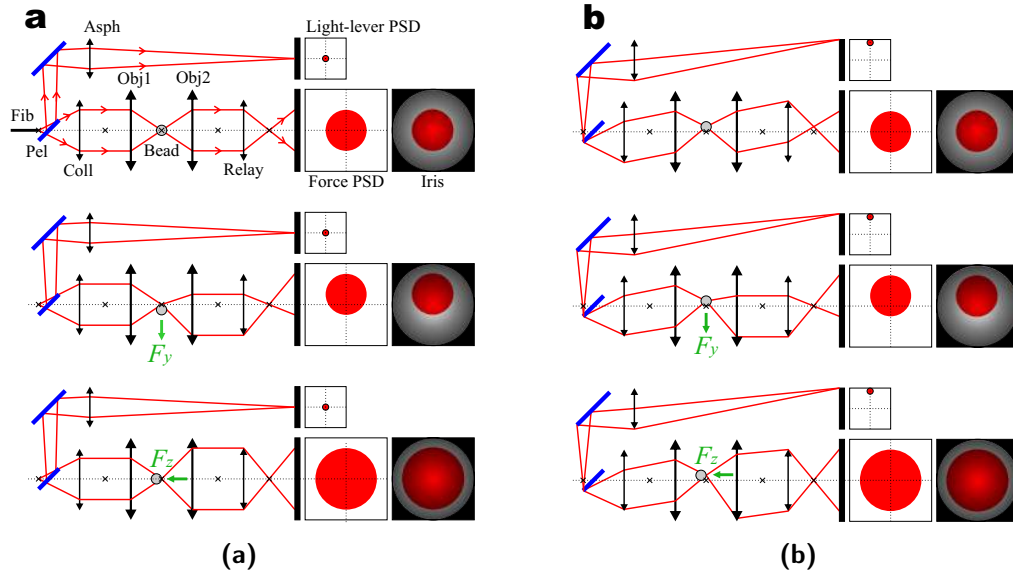 a
b
Asph
Light-lever PSD
Obj1
Obj2
Fib
Pel
Bead
Coll
Relay
Force PSD
Iris
Fy
Fy
Fz
Fz
(a)
(b)